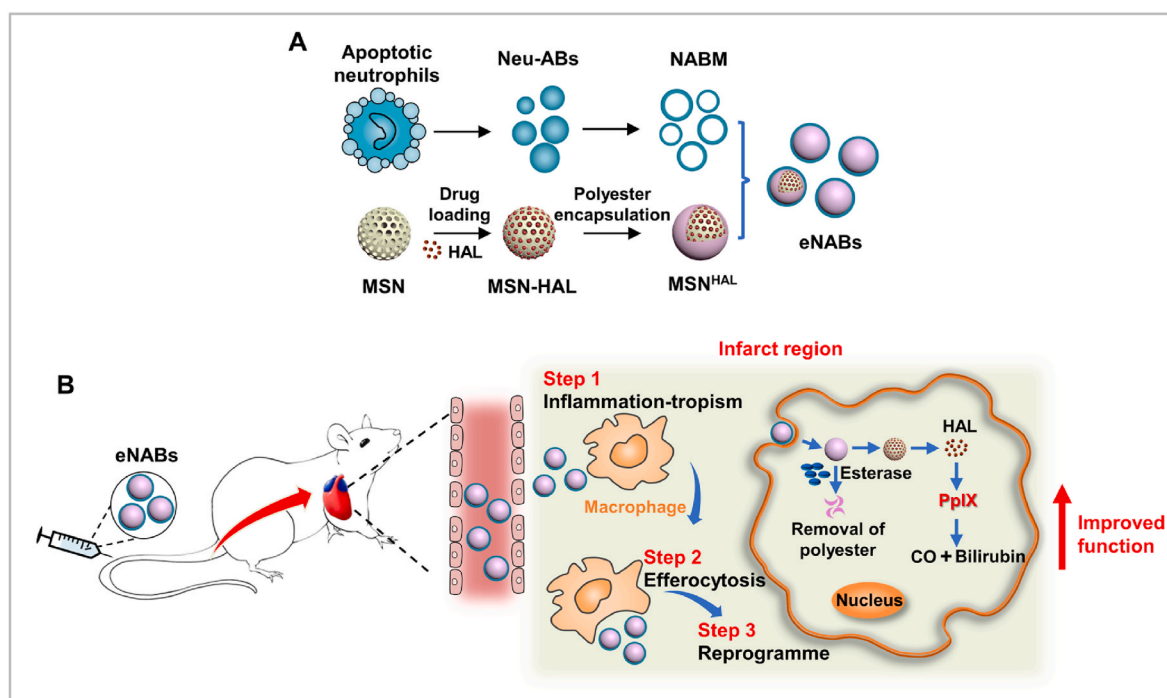 A
Apoptotic
neutrophils
Neu-ABs
NABM
Drug
loading
HAL
Polyester
encapsulation
eNABs
MSN
MSN-HAL
MSNHAL
B
Infarct region
eNABs
Step 1
Inflammation-tropism
Macrophage
Step 2
Efferocytosis
Step 3
Reprogramme
HAL
Esterase
PpIX
Removal of
polyester
CO + Bilirubin
Nucleus
Improved
function